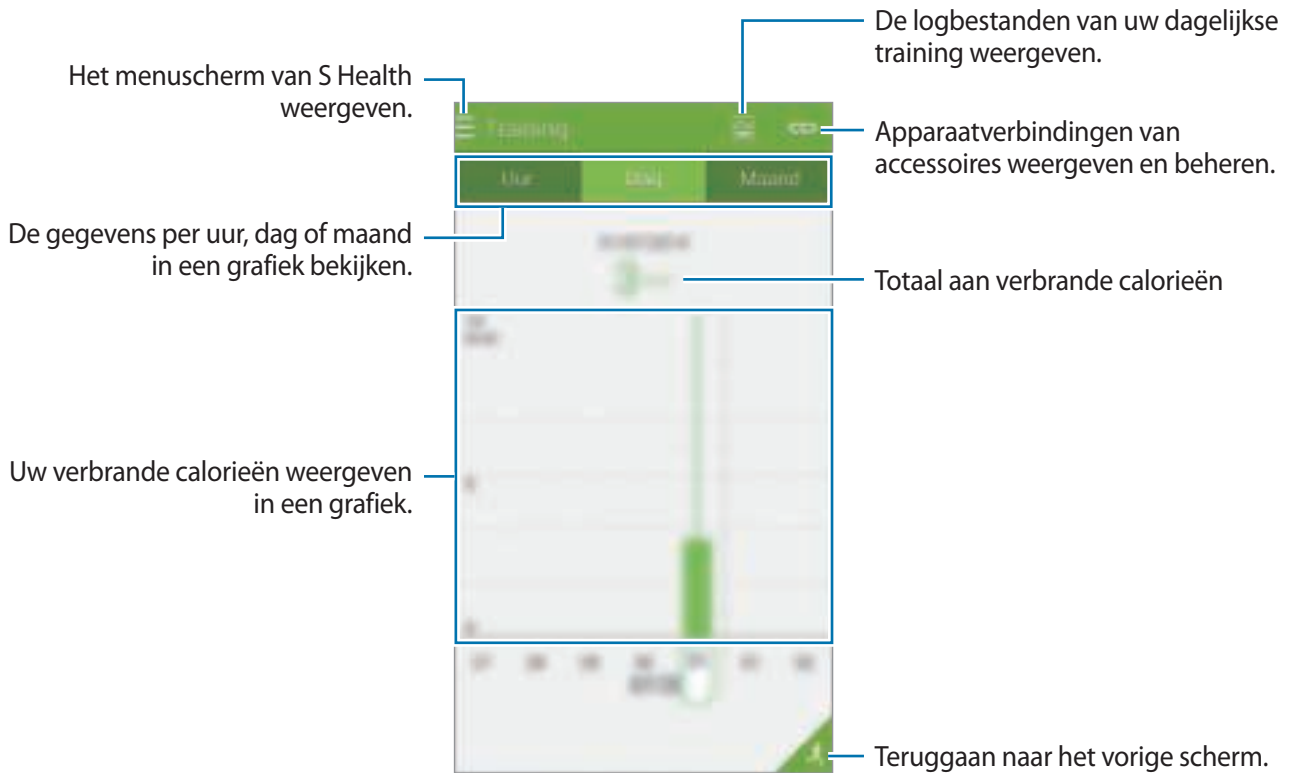 De logbestanden van uw dagelijkse
training weergeven.
Het menuscherm van S Health
weergeven.
Training
Apparaatverbindingen van
accessoires weergeven en beheren.
Uur
Dag
Maand
De gegevens per uur, dag of maand
in een grafiek bekijken.
3
Totaal aan verbrande calorieën
Uw verbrande calorieën weergeven
in een grafiek.
Teruggaan naar het vorige scherm.